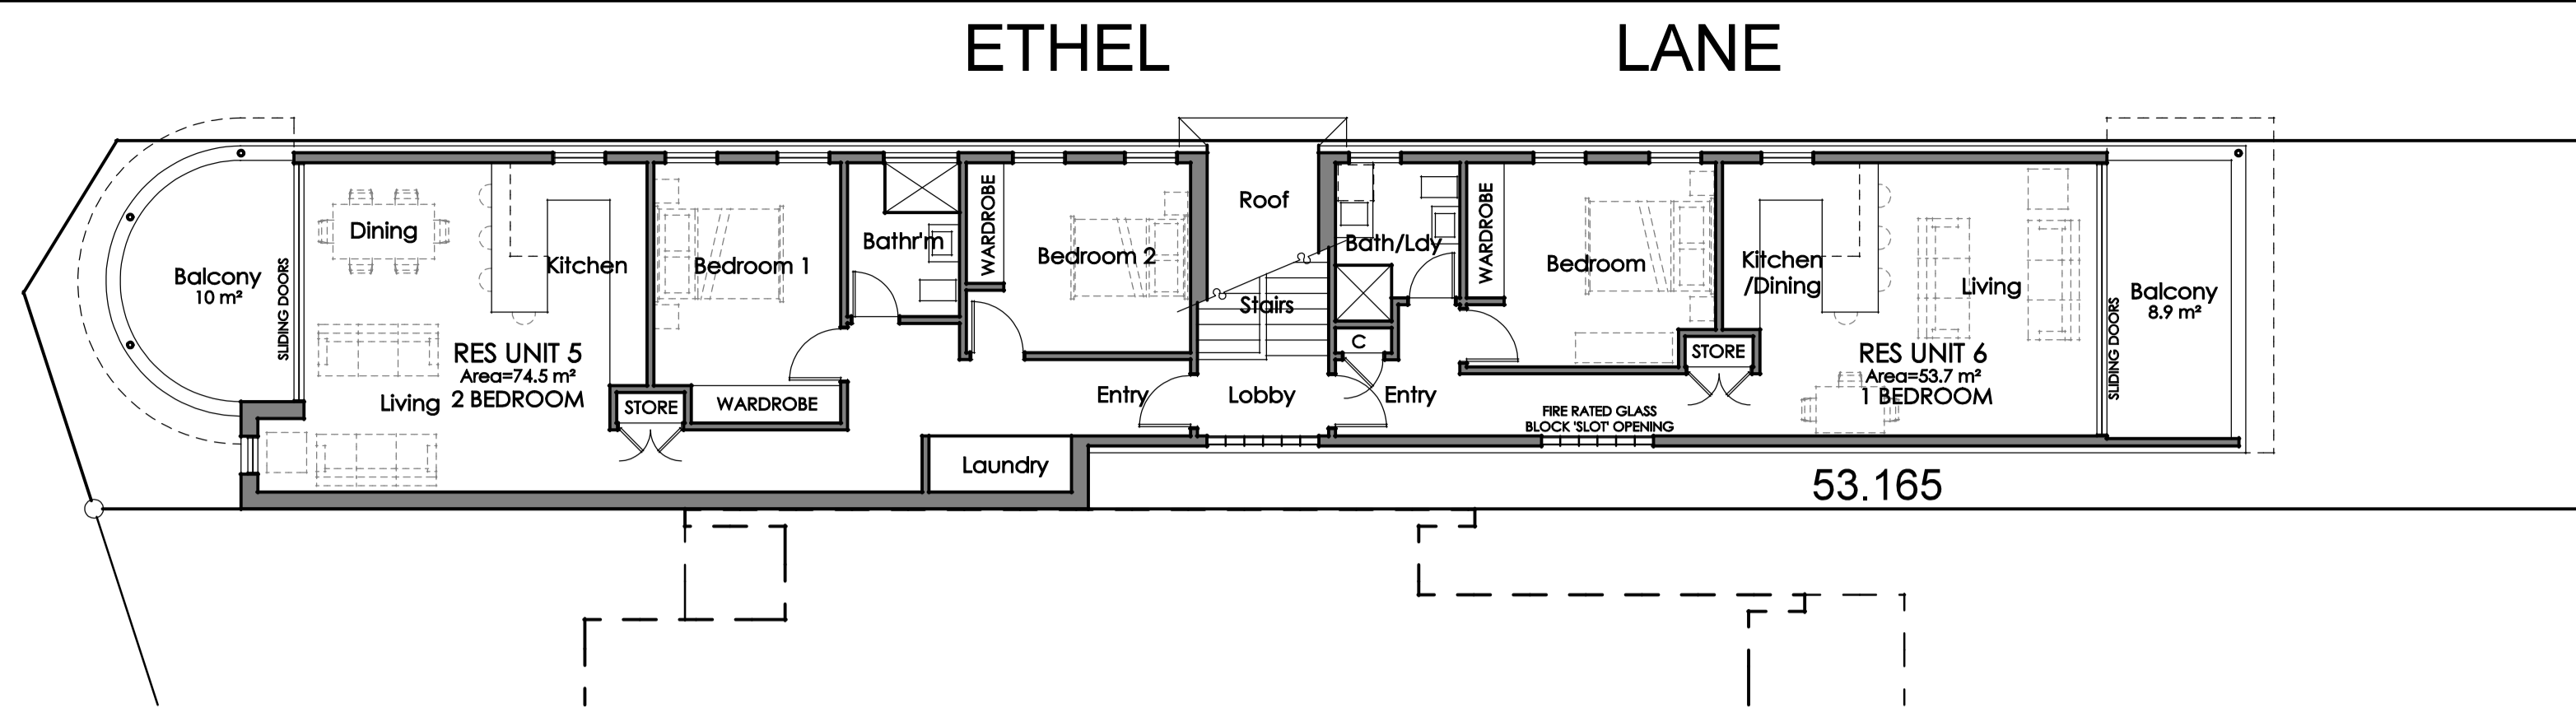 ETHEL LANE
Balcony
10 m²
SLIDING DOORS
Dining
Kitchen
RES UNIT 5
Area=74.5 m²
2 BEDROOM
Living
Bedroom 1
STORE
WARDROBE
Bathr'm
WARDROBE
Bedroom 2
Laundry
Roof
Stairs
Entry
Lobby
Entry
Bath/Ldy
C
WARDROBE
Bedroom
STORE
FIRE RATED GLASS
BLOCK 'SLOT' OPENING
Kitchen
/Dining
Living
RES UNIT 6
Area=53.7 m²
1 BEDROOM
SLIDING DOORS
Balcony
8.9 m²
53.165